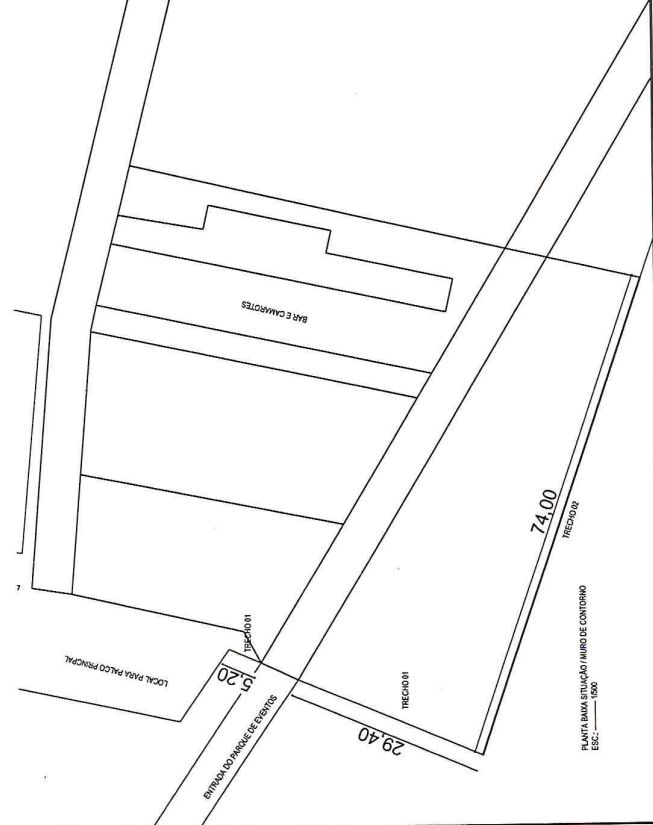 BAR E CAMAROTES
LOCAL PARA PALCO PRINCIPAL
TRECHO 01
5,20
ENTRADA DO PARQUE DE EVENTOS
29,40
TRECHO 01
74,00
TRECHO 02
PLANTA BAIXA SITUAÇÃO / MURO DE CONTORNO
ESC.: 1/500